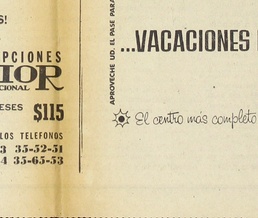 S!
PCIONES
IOR
CIONAL
ESES $115
LOS TELEFONOS
3 35-52-51
4 35-65-53
APROVECHE UD. EL PASE PARA
...VACACIONES
El centro más completo